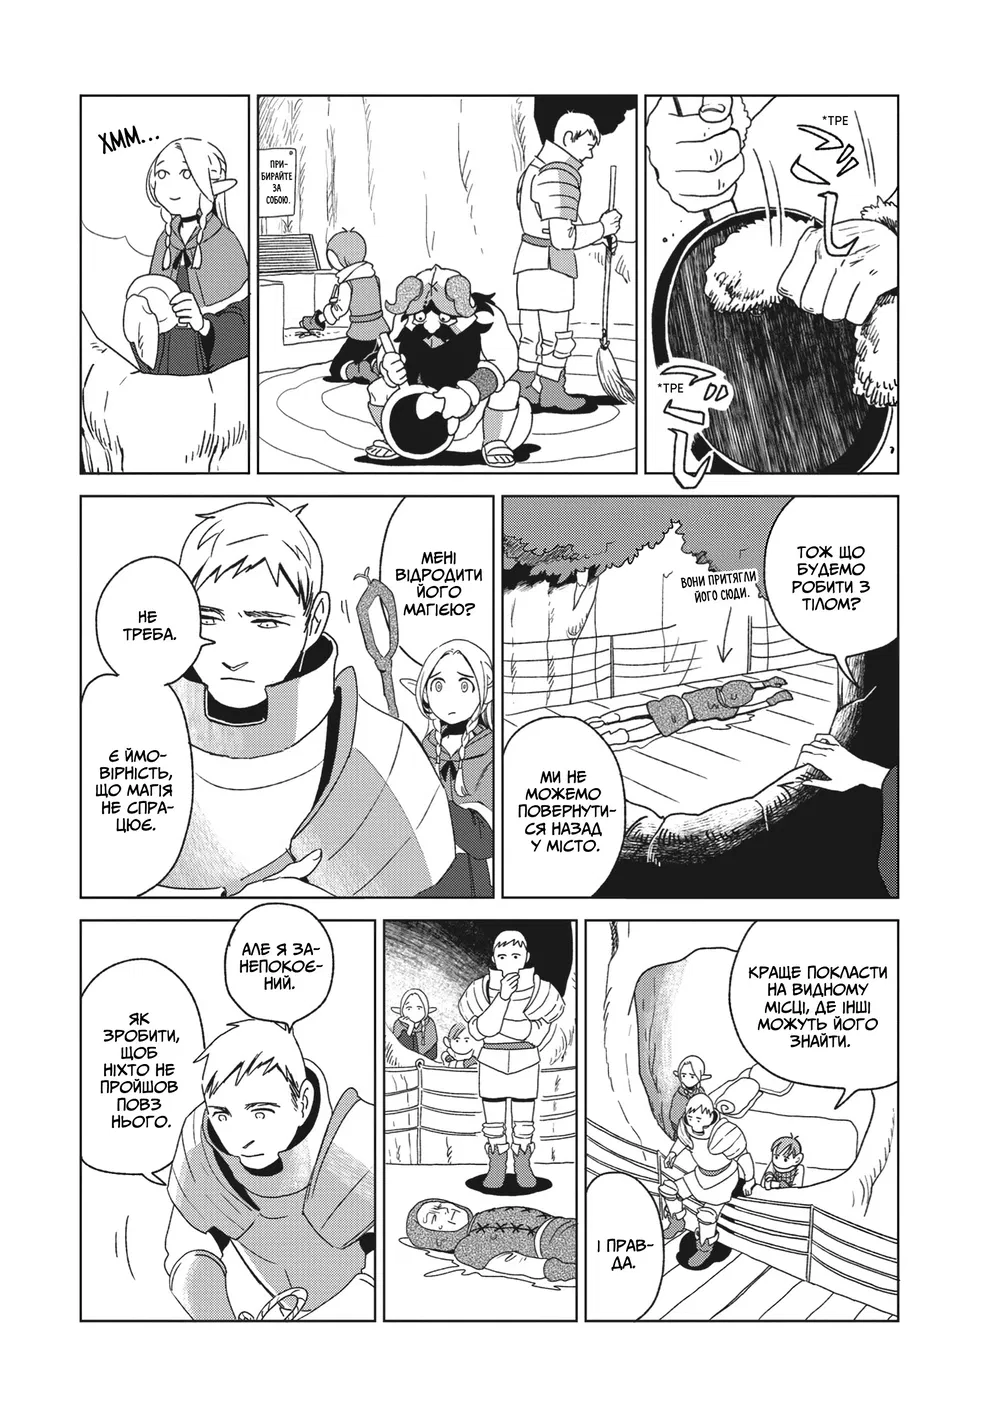 *ТРЕ
*ТРЕ
ПРИ-
БИРАЙТЕ
ЗА
СОБОЮ.
ХММ...
ТОЖ ЩО
БУДЕМО
РОБИТИ З
ТІЛОМ?
ВОНИ ПРИТЯГЛИ
ЙОГО СЮДИ.
МИ НЕ
МОЖЕМО
ПОВЕРНУТИ-
СЯ НАЗАД
У МІСТО.
МЕНІ
ВІДРОДИТИ
ЙОГО
МАГІЄЮ?
НЕ
ТРЕБА.
Є ЙМО-
ВІРНІСТЬ,
ЩО МАГІЯ
НЕ СПРА-
ЦЮЄ.
КРАЩЕ ПОКЛАСТИ
НА ВИДНОМУ
МІСЦІ, ДЕ ІНШІ
МОЖУТЬ ЙОГО
ЗНАЙТИ.
І ПРАВ-
ДА.
АЛЕ Я ЗА-
НЕПОКОЄ-
НИЙ.
ЯК
ЗРОБИТИ,
ЩОБ
НІХТО НЕ
ПРОЙШОВ
ПОВЗ
НЬОГО.